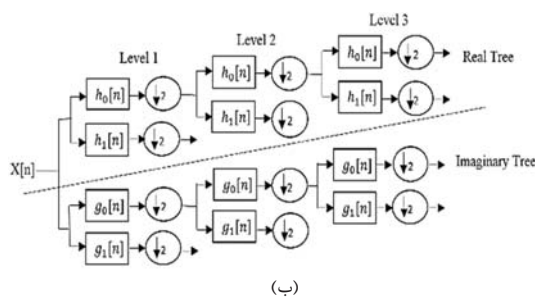 Level 1 Level 2 Level 3
h₀[n] ↓2 h₀[n] ↓2 h₀[n] ↓2 Real Tree
h₁[n] ↓2 h₁[n] ↓2 h₁[n] ↓2
X[n]
g₀[n] ↓2 g₀[n] ↓2 g₀[n] ↓2 Imaginary Tree
g₁[n] ↓2 g₁[n] ↓2 g₁[n] ↓2
(ب)